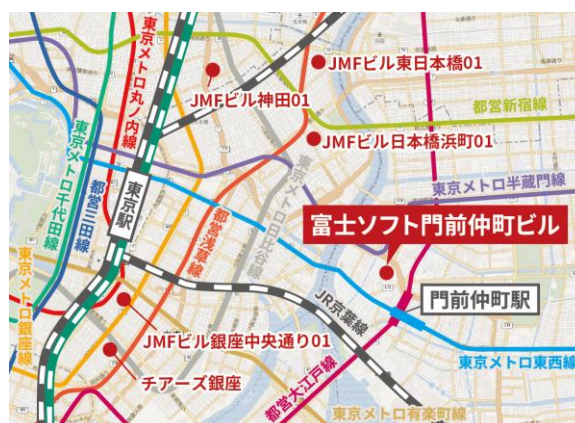 東京メトロ丸ノ内線
JMFビル東日本橋01
JMFビル神田01
都営新宿線
JMFビル日本橋浜町01
東京メトロ千代田線
都営三田線
東京駅
東京メトロ日比谷線
東京メトロ半蔵門線
都営浅草線
富士ソフト門前仲町ビル
東京メトロ銀座線
JR京葉線
門前仲町駅
JMFビル銀座中央通り01
東京メトロ東西線
チアーズ銀座
都営大江戸線
東京メトロ有楽町線